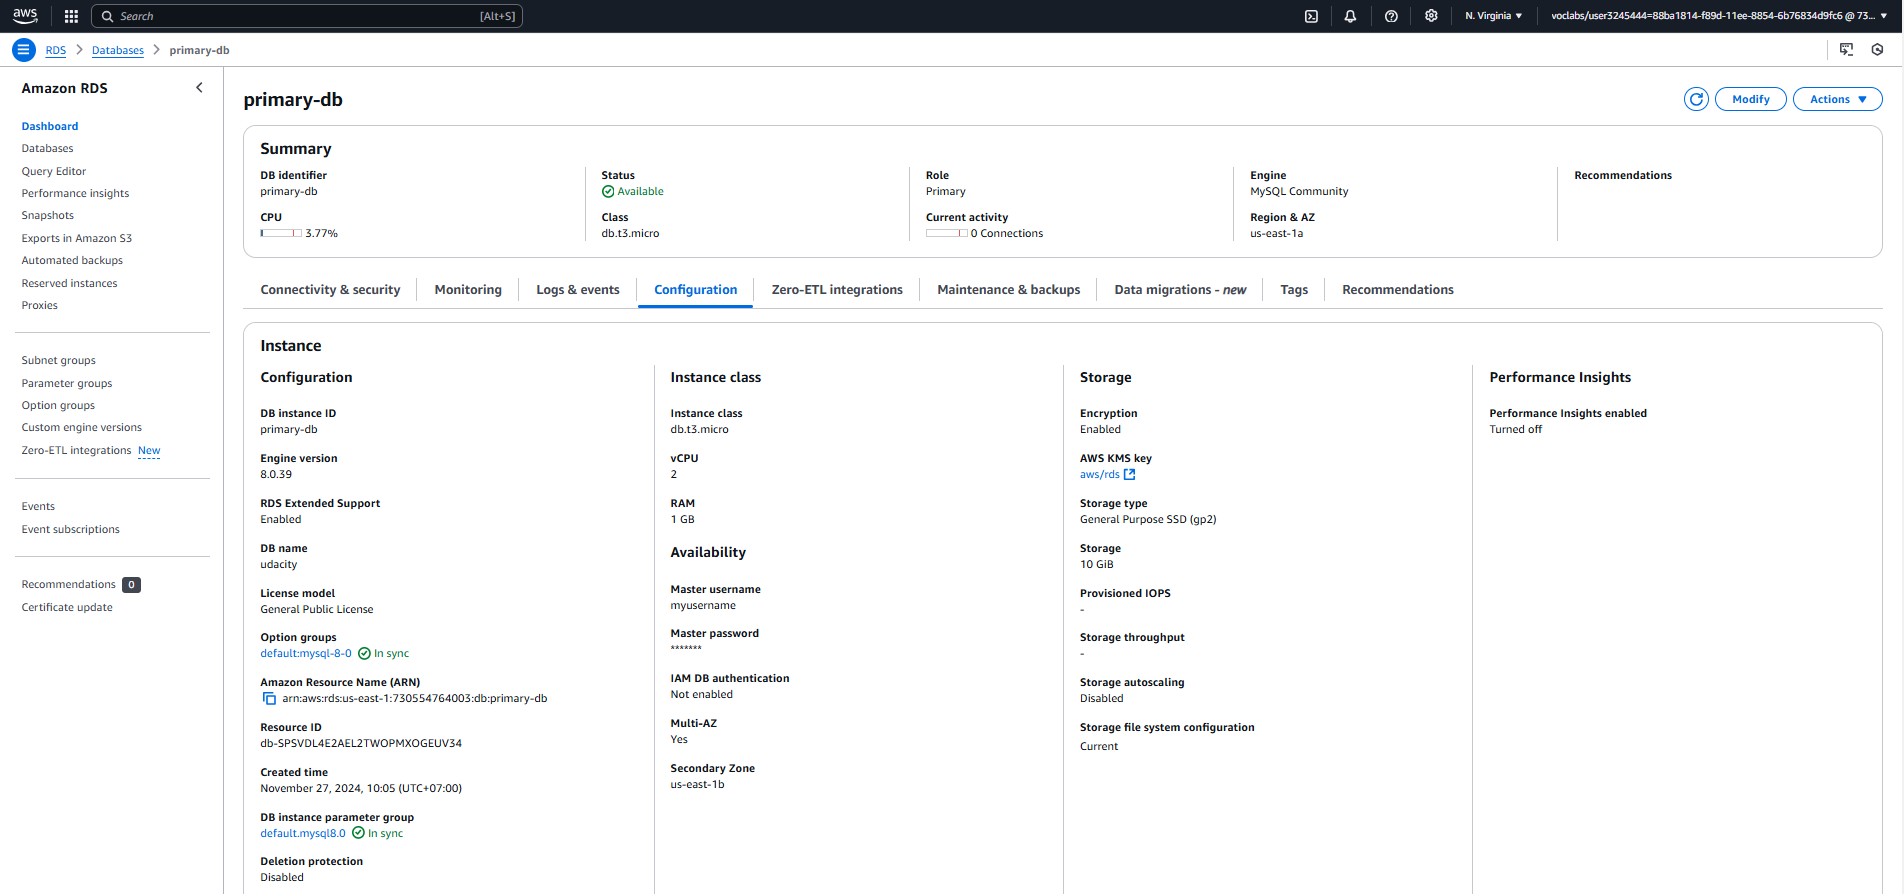 aws
Search [Alt+S]
N. Virginia
voclabs/user3245444=88ba1814-f89d-11ee-8854-6b76834d9fc6 @ 73...
RDS
Databases
primary-db
Amazon RDS
Dashboard
Databases
Query Editor
Performance insights
Snapshots
Exports in Amazon S3
Automated backups
Reserved instances
Proxies
Subnet groups
Parameter groups
Option groups
Custom engine versions
Zero-ETL integrations New
Events
Event subscriptions
Recommendations 0
Certificate update
primary-db
Modify
Actions
Summary
DB identifier
primary-db
CPU
3.77%
Status
Available
Class
db.t3.micro
Role
Primary
Current activity
0 Connections
Engine
MySQL Community
Region & AZ
us-east-1a
Recommendations
Connectivity & security
Monitoring
Logs & events
Configuration
Zero-ETL integrations
Maintenance & backups
Data migrations - new
Tags
Recommendations
Instance
Configuration
DB instance ID
primary-db
Engine version
8.0.39
RDS Extended Support
Enabled
DB name
udacity
License model
General Public License
Option groups
default:mysql-8-0 In sync
Amazon Resource Name (ARN)
arn:aws:rds:us-east-1:730554764003:db:primary-db
Resource ID
db-SPSVDL4E2AEL2TWOPMXOGEUV34
Created time
November 27, 2024, 10:05 (UTC+07:00)
DB instance parameter group
default.mysql8.0 In sync
Deletion protection
Disabled
Instance class
Instance class
db.t3.micro
vCPU
2
RAM
1 GB
Availability
Master username
myusername
Master password
*******
IAM DB authentication
Not enabled
Multi-AZ
Yes
Secondary Zone
us-east-1b
Storage
Encryption
Enabled
AWS KMS key
aws/rds
Storage type
General Purpose SSD (gp2)
Storage
10 GiB
Provisioned IOPS
-
Storage throughput
-
Storage autoscaling
Disabled
Storage file system configuration
Current
Performance Insights
Performance Insights enabled
Turned off